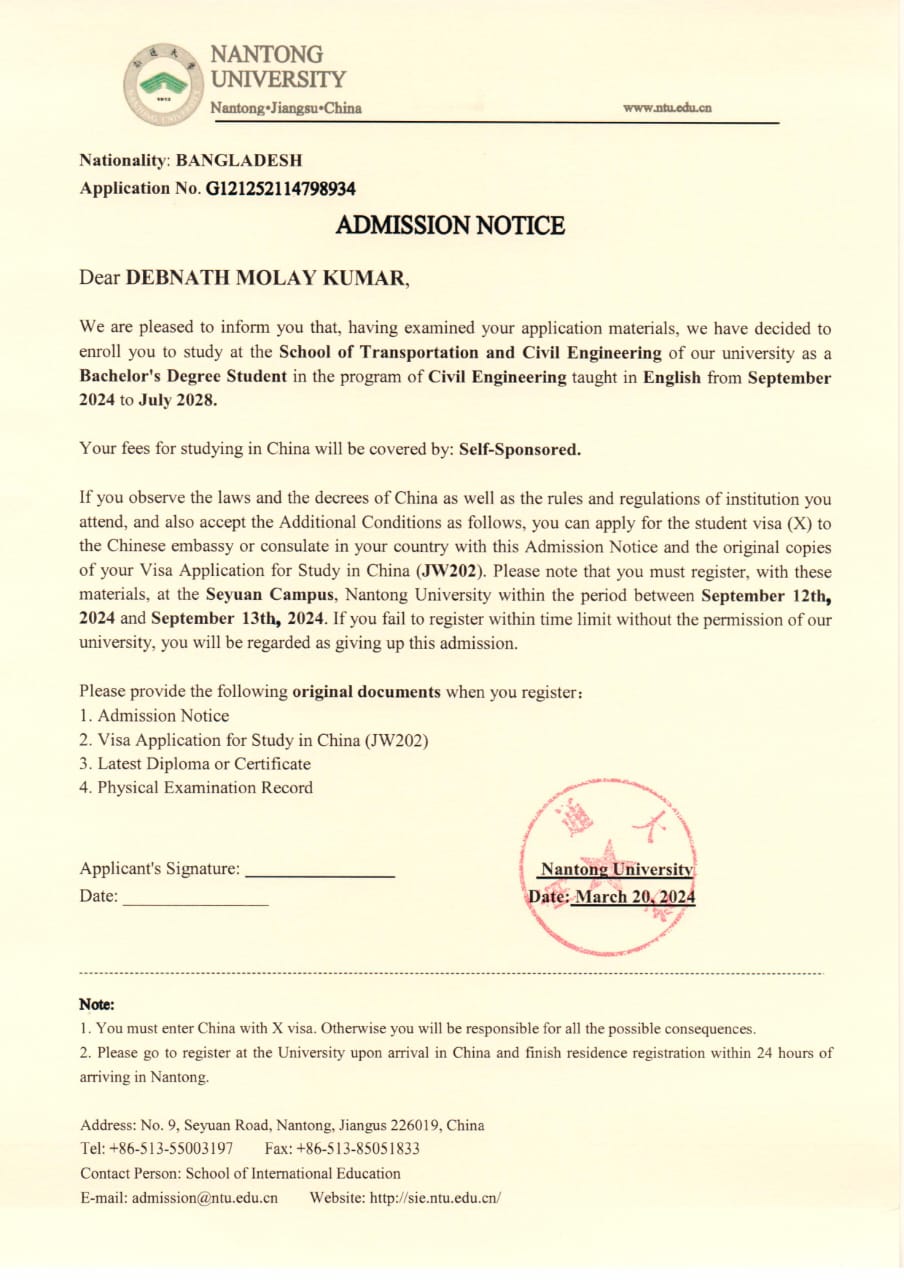 南通大学
1912
NANTONG UNIVERSITY
NANTONG
UNIVERSITY
Nantong•Jiangsu•China
www.ntu.edu.cn
Nationality: BANGLADESH
Application No. G121252114798934
ADMISSION NOTICE
Dear DEBNATH MOLAY KUMAR,
We are pleased to inform you that, having examined your application materials, we have decided to
enroll you to study at the School of Transportation and Civil Engineering of our university as a
Bachelor's Degree Student in the program of Civil Engineering taught in English from September
2024 to July 2028.
Your fees for studying in China will be covered by: Self-Sponsored.
If you observe the laws and the decrees of China as well as the rules and regulations of institution you
attend, and also accept the Additional Conditions as follows, you can apply for the student visa (X) to
the Chinese embassy or consulate in your country with this Admission Notice and the original copies
of your Visa Application for Study in China (JW202). Please note that you must register, with these
materials, at the Seyuan Campus, Nantong University within the period between September 12th,
2024 and September 13th, 2024. If you fail to register within time limit without the permission of our
university, you will be regarded as giving up this admission.
Please provide the following original documents when you register:
1. Admission Notice
2. Visa Application for Study in China (JW202)
3. Latest Diploma or Certificate
4. Physical Examination Record
Applicant's Signature: ________________
Date: ________________
南通大学
Nantong University
Date: March 20, 2024
Note:
1. You must enter China with X visa. Otherwise you will be responsible for all the possible consequences.
2. Please go to register at the University upon arrival in China and finish residence registration within 24 hours of
arriving in Nantong.
Address: No. 9, Seyuan Road, Nantong, Jiangus 226019, China
Tel: +86-513-55003197 Fax: +86-513-85051833
Contact Person: School of International Education
E-mail: admission@ntu.edu.cn Website: http://sie.ntu.edu.cn/